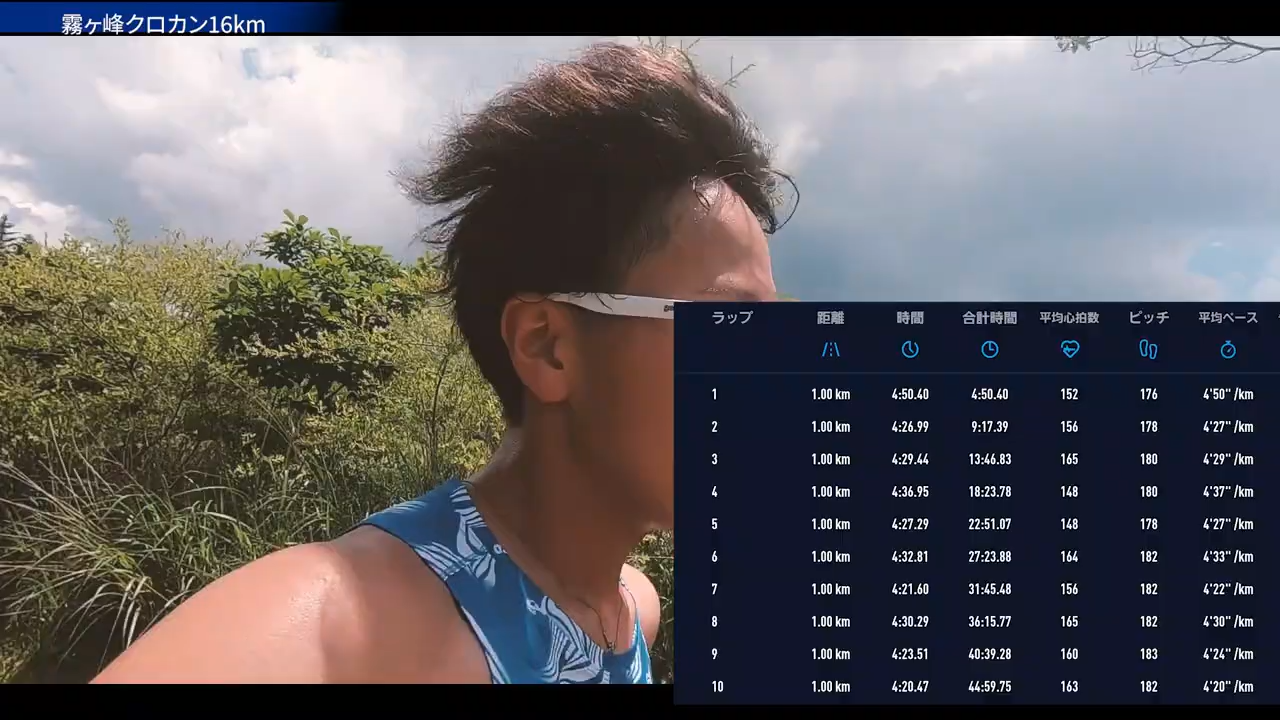 霧ヶ峰クロカン16km
ラップ 距離 時間 合計時間 平均心拍数 ピッチ 平均ペース
1 1.00 km 4:50.40 4:50.40 152 176 4'50" /km
2 1.00 km 4:26.99 9:17.39 156 178 4'27" /km
3 1.00 km 4:29.44 13:46.83 165 180 4'29" /km
4 1.00 km 4:36.95 18:23.78 148 180 4'37" /km
5 1.00 km 4:27.29 22:51.07 148 178 4'27" /km
6 1.00 km 4:32.81 27:23.88 164 182 4'33" /km
7 1.00 km 4:21.60 31:45.48 156 182 4'22" /km
8 1.00 km 4:30.29 36:15.77 165 182 4'30" /km
9 1.00 km 4:23.51 40:39.28 160 183 4'24" /km
10 1.00 km 4:20.47 44:59.75 163 182 4'20" /km